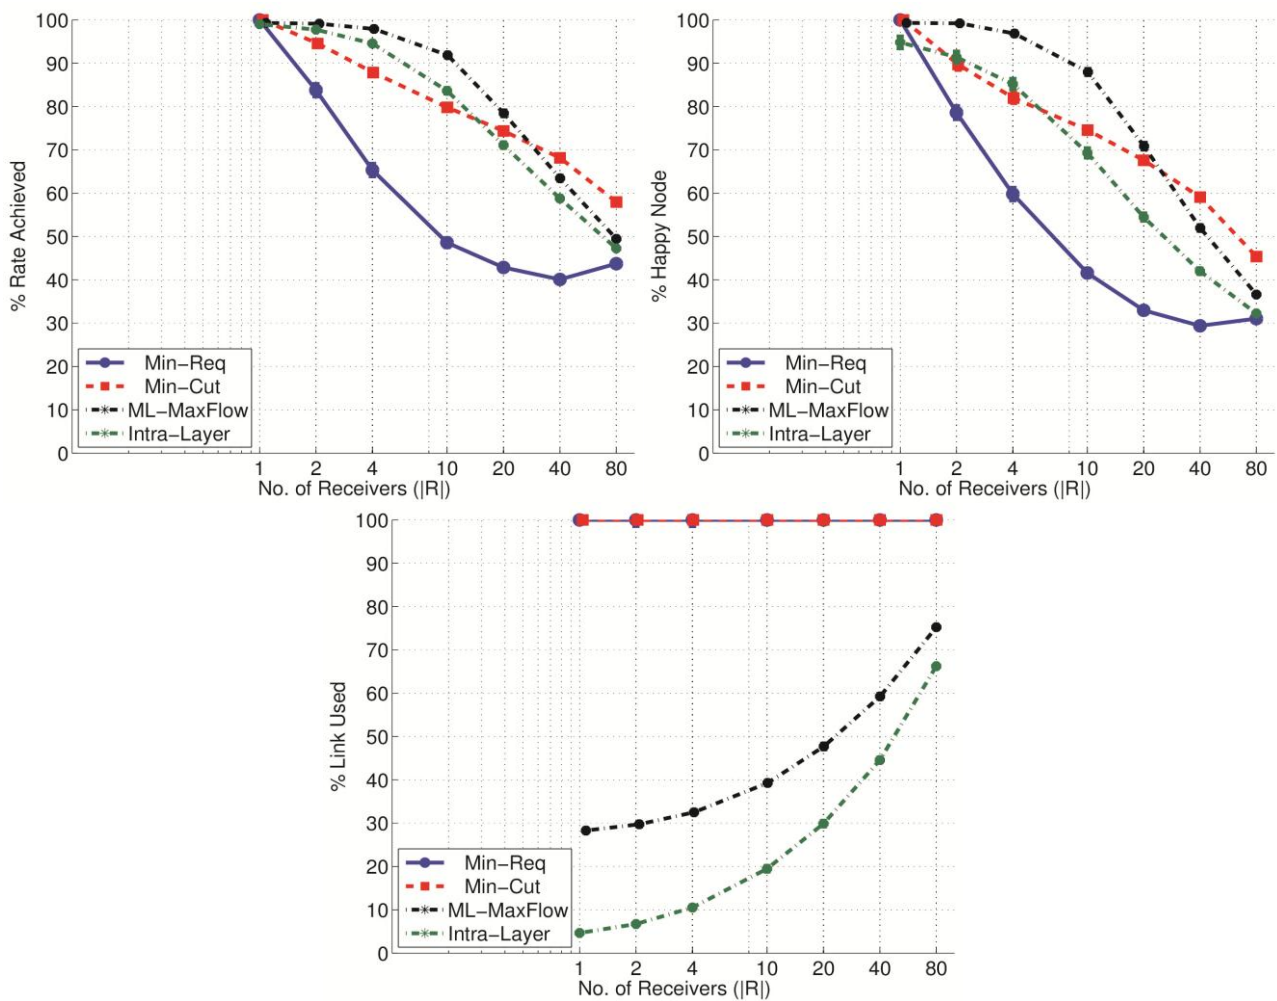 100
90
80
70
60
50
40
30
20
10
0
% Rate Achieved
Min-Req
Min-Cut
ML-MaxFlow
Intra-Layer
1 2 4 10 20 40 80
No. of Receivers (|R|)
100
90
80
70
60
50
40
30
20
10
0
% Happy Node
Min-Req
Min-Cut
ML-MaxFlow
Intra-Layer
1 2 4 10 20 40 80
No. of Receivers (|R|)
100
90
80
70
60
50
40
30
20
10
0
% Link Used
Min-Req
Min-Cut
ML-MaxFlow
Intra-Layer
1 2 4 10 20 40 80
No. of Receivers (|R|)